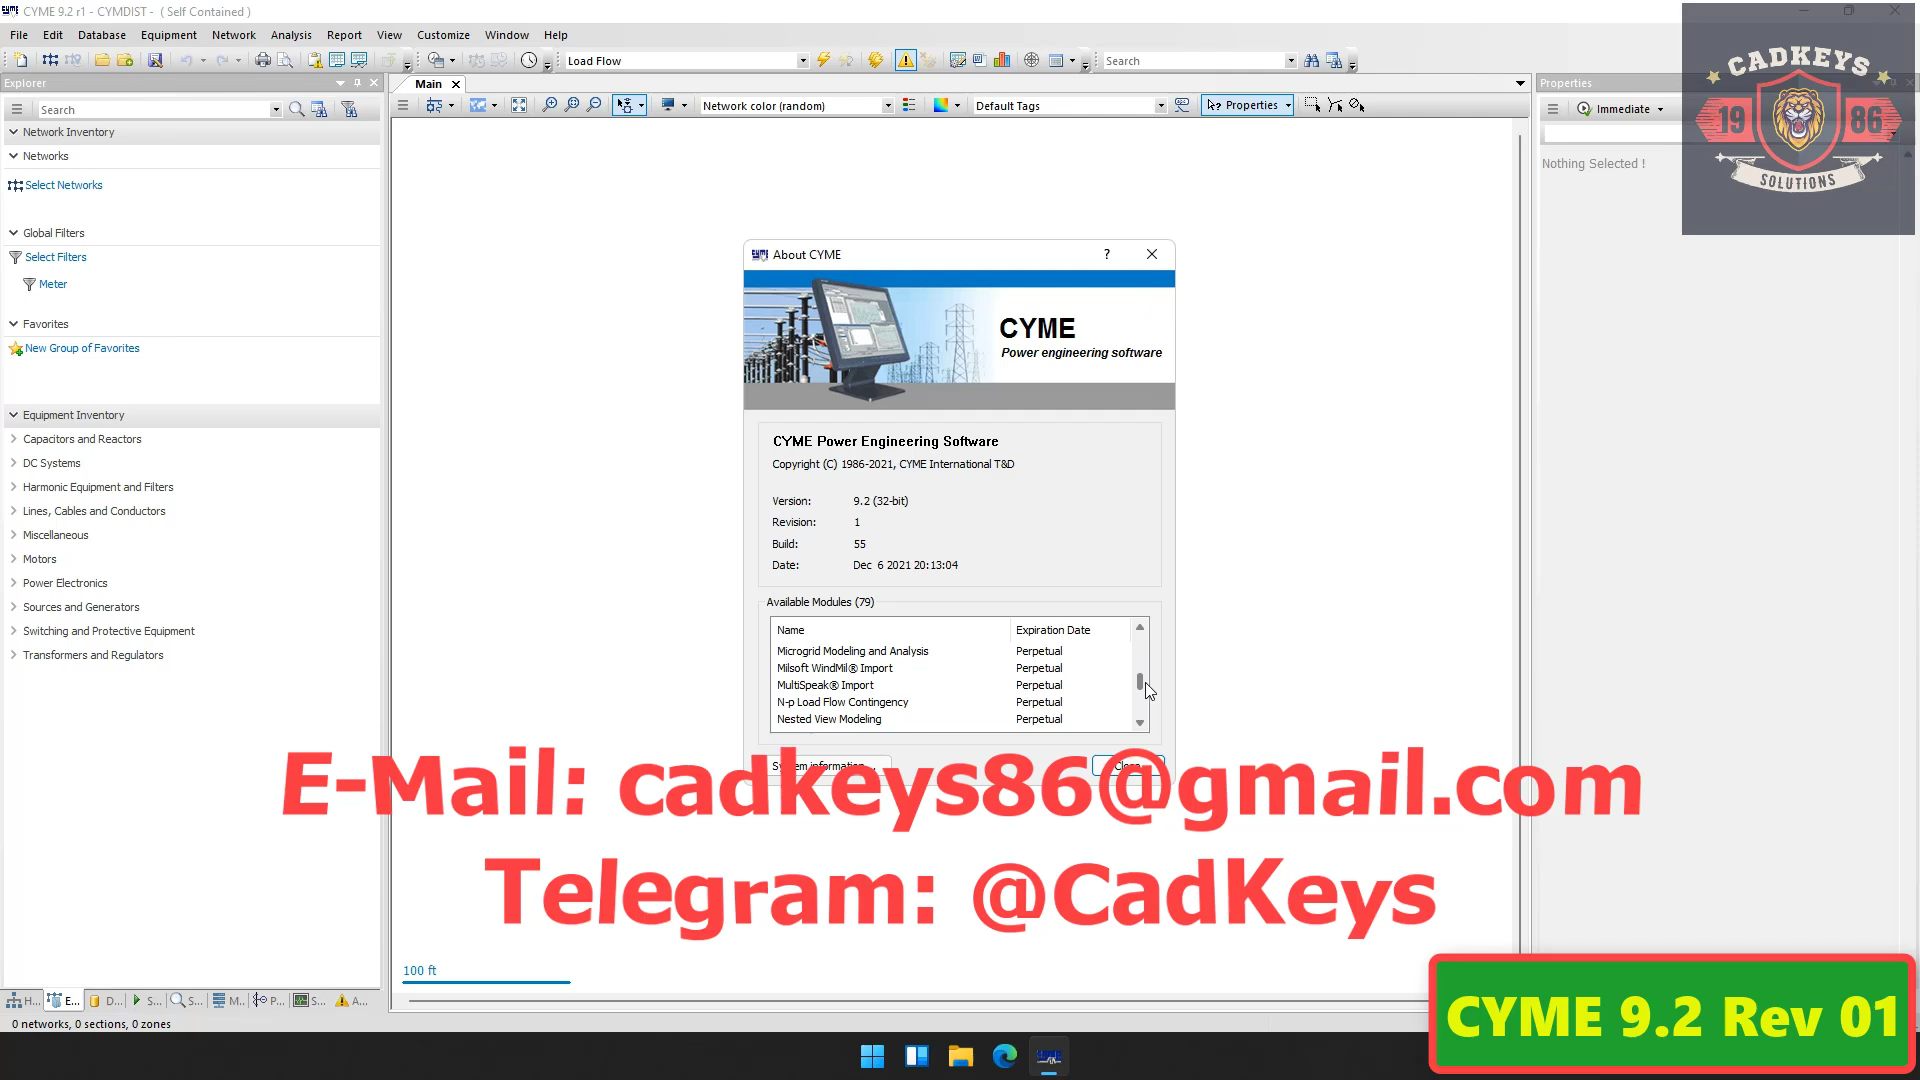 CYME 9.2 r1 - CYMDIST - ( Self Contained )
File Edit Database Equipment Network Analysis Report View Customize Window Help
Load Flow
Search
Explorer
Main
Properties
Search
Network color (random)
Default Tags
Properties
Immediate
Nothing Selected !
CADKEYS
19 86
SOLUTIONS
Network Inventory
Networks
Select Networks
Global Filters
Select Filters
Meter
Favorites
New Group of Favorites
Equipment Inventory
Capacitors and Reactors
DC Systems
Harmonic Equipment and Filters
Lines, Cables and Conductors
Miscellaneous
Motors
Power Electronics
Sources and Generators
Switching and Protective Equipment
Transformers and Regulators
About CYME ?
CYME
Power engineering software
CYME Power Engineering Software
Copyright (C) 1986-2021, CYME International T&D
Version: 9.2 (32-bit)
Revision: 1
Build: 55
Date: Dec 6 2021 20:13:04
Available Modules (79)
Name Expiration Date
Microgrid Modeling and Analysis Perpetual
Milsoft WindMil® Import Perpetual
MultiSpeak® Import Perpetual
N-p Load Flow Contingency Perpetual
Nested View Modeling Perpetual
System information...
Close
E-Mail: cadkeys86@gmail.com
Telegram: @CadKeys
100 ft
H... E... D... S... S... M.. P... S... A...
0 networks, 0 sections, 0 zones
CYME 9.2 Rev 01